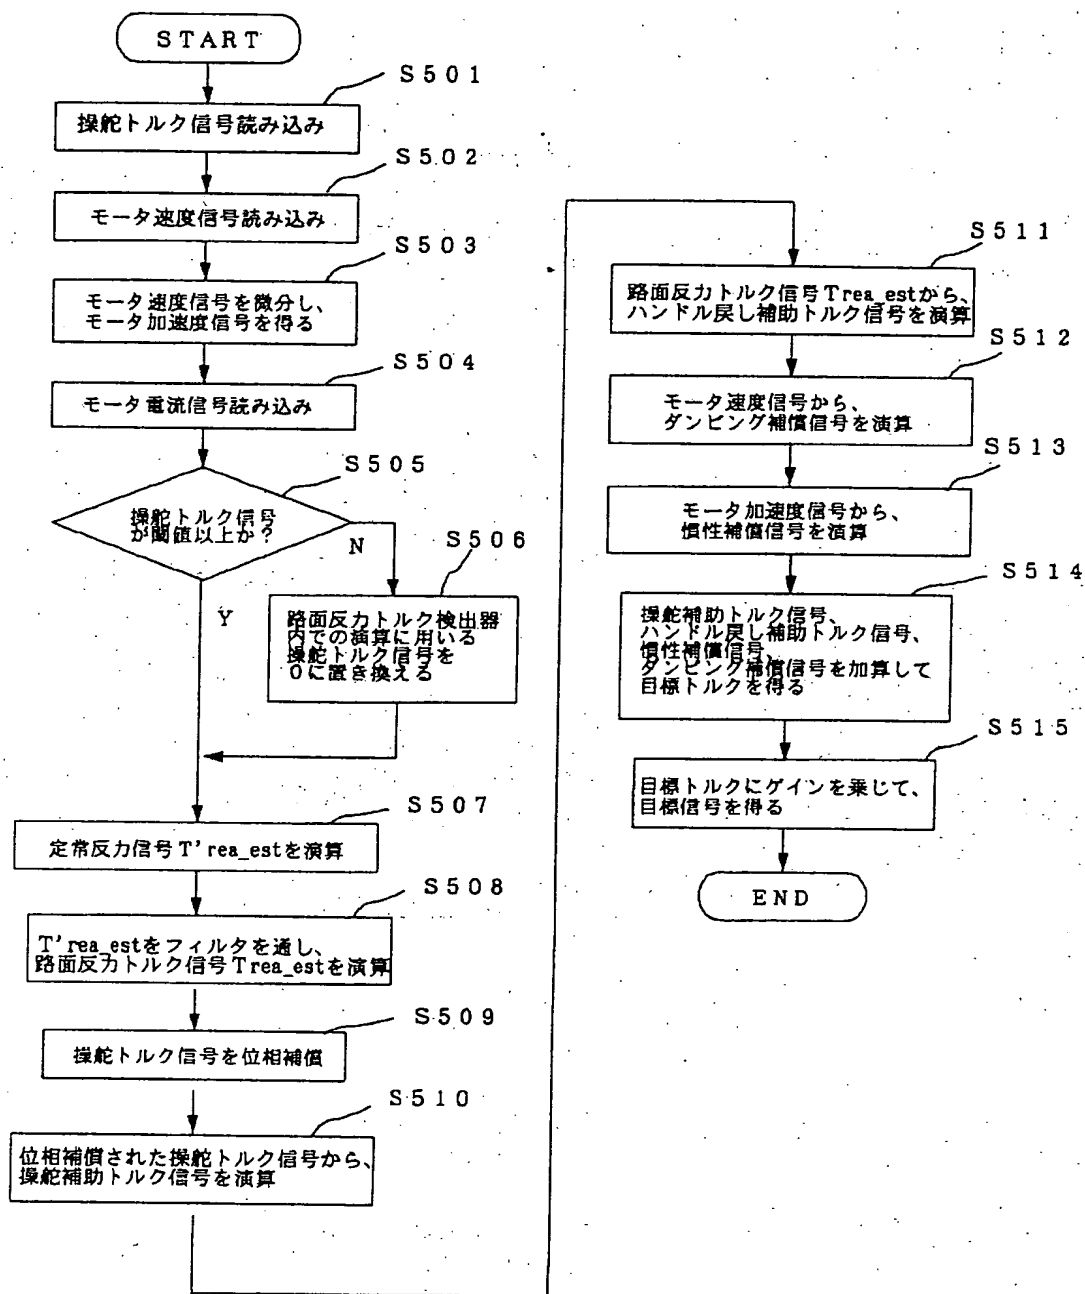 START
S501
操舵トルク信号読み込み
S502
モータ速度信号読み込み
S503
モータ速度信号を微分し、
モータ加速度信号を得る
S504
モータ電流信号読み込み
S505
操舵トルク信号
が閾値以上か?
N
Y
S506
路面反力トルク検出器
内での演算に用いる
操舵トルク信号を
0に置き換える
S507
定常反力信号T'rea_estを演算
S508
T'rea_estをフィルタを通し、
路面反力トルク信号Trea_estを演算
S509
操舵トルク信号を位相補償
S510
位相補償された操舵トルク信号から、
操舵補助トルク信号を演算
S511
路面反力トルク信号Trea_estから、
ハンドル戻し補助トルク信号を演算
S512
モータ速度信号から、
ダンピング補償信号を演算
S513
モータ加速度信号から、
慣性補償信号を演算
S514
操舵補助トルク信号、
ハンドル戻し補助トルク信号、
慣性補償信号、
ダンピング補償信号を加算して
目標トルクを得る
S515
目標トルクにゲインを乗じて、
目標信号を得る
END